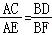 AC/AE = BD/BF